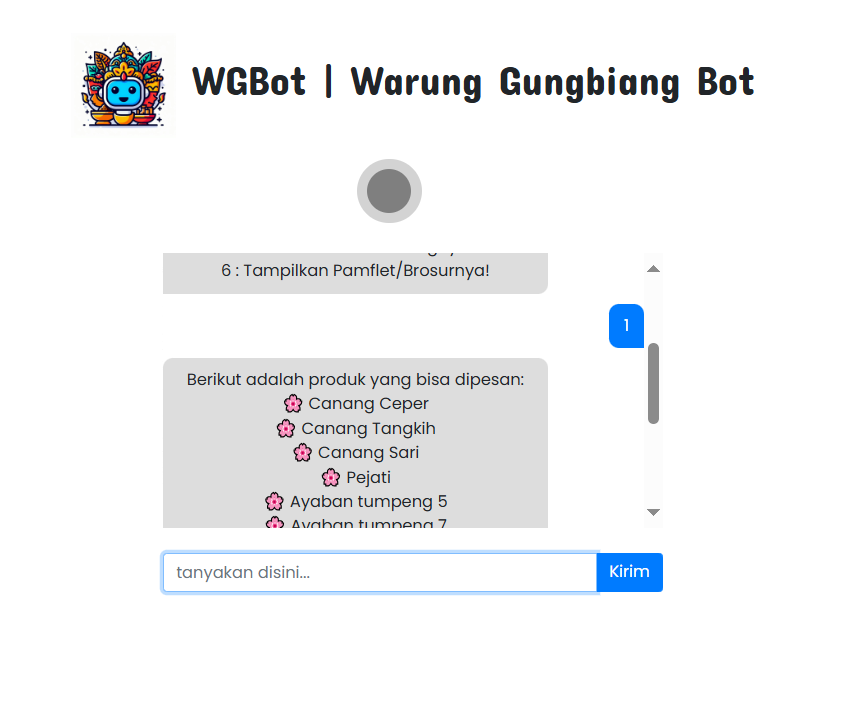 WGBot | Warung Gungbiang Bot
6 : Tampilkan Pamflet/Brosurnya!
1
Berikut adalah produk yang bisa dipesan:
🌸 Canang Ceper
🌸 Canang Tangkih
🌸 Canang Sari
🌸 Pejati
🌸 Ayaban tumpeng 5
🌸 Ayaban tumpeng 7
tanyakan disini...
Kirim